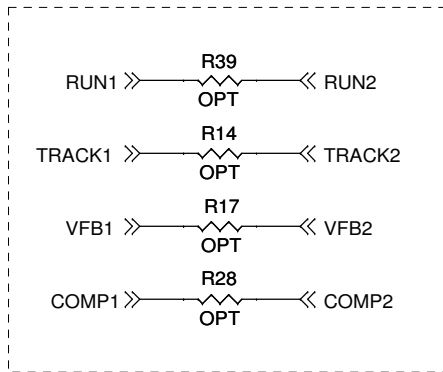 R39
RUN1 RUN2
OPT
R14
TRACK1 TRACK2
OPT
R17
VFB1 VFB2
OPT
R28
COMP1 COMP2
OPT